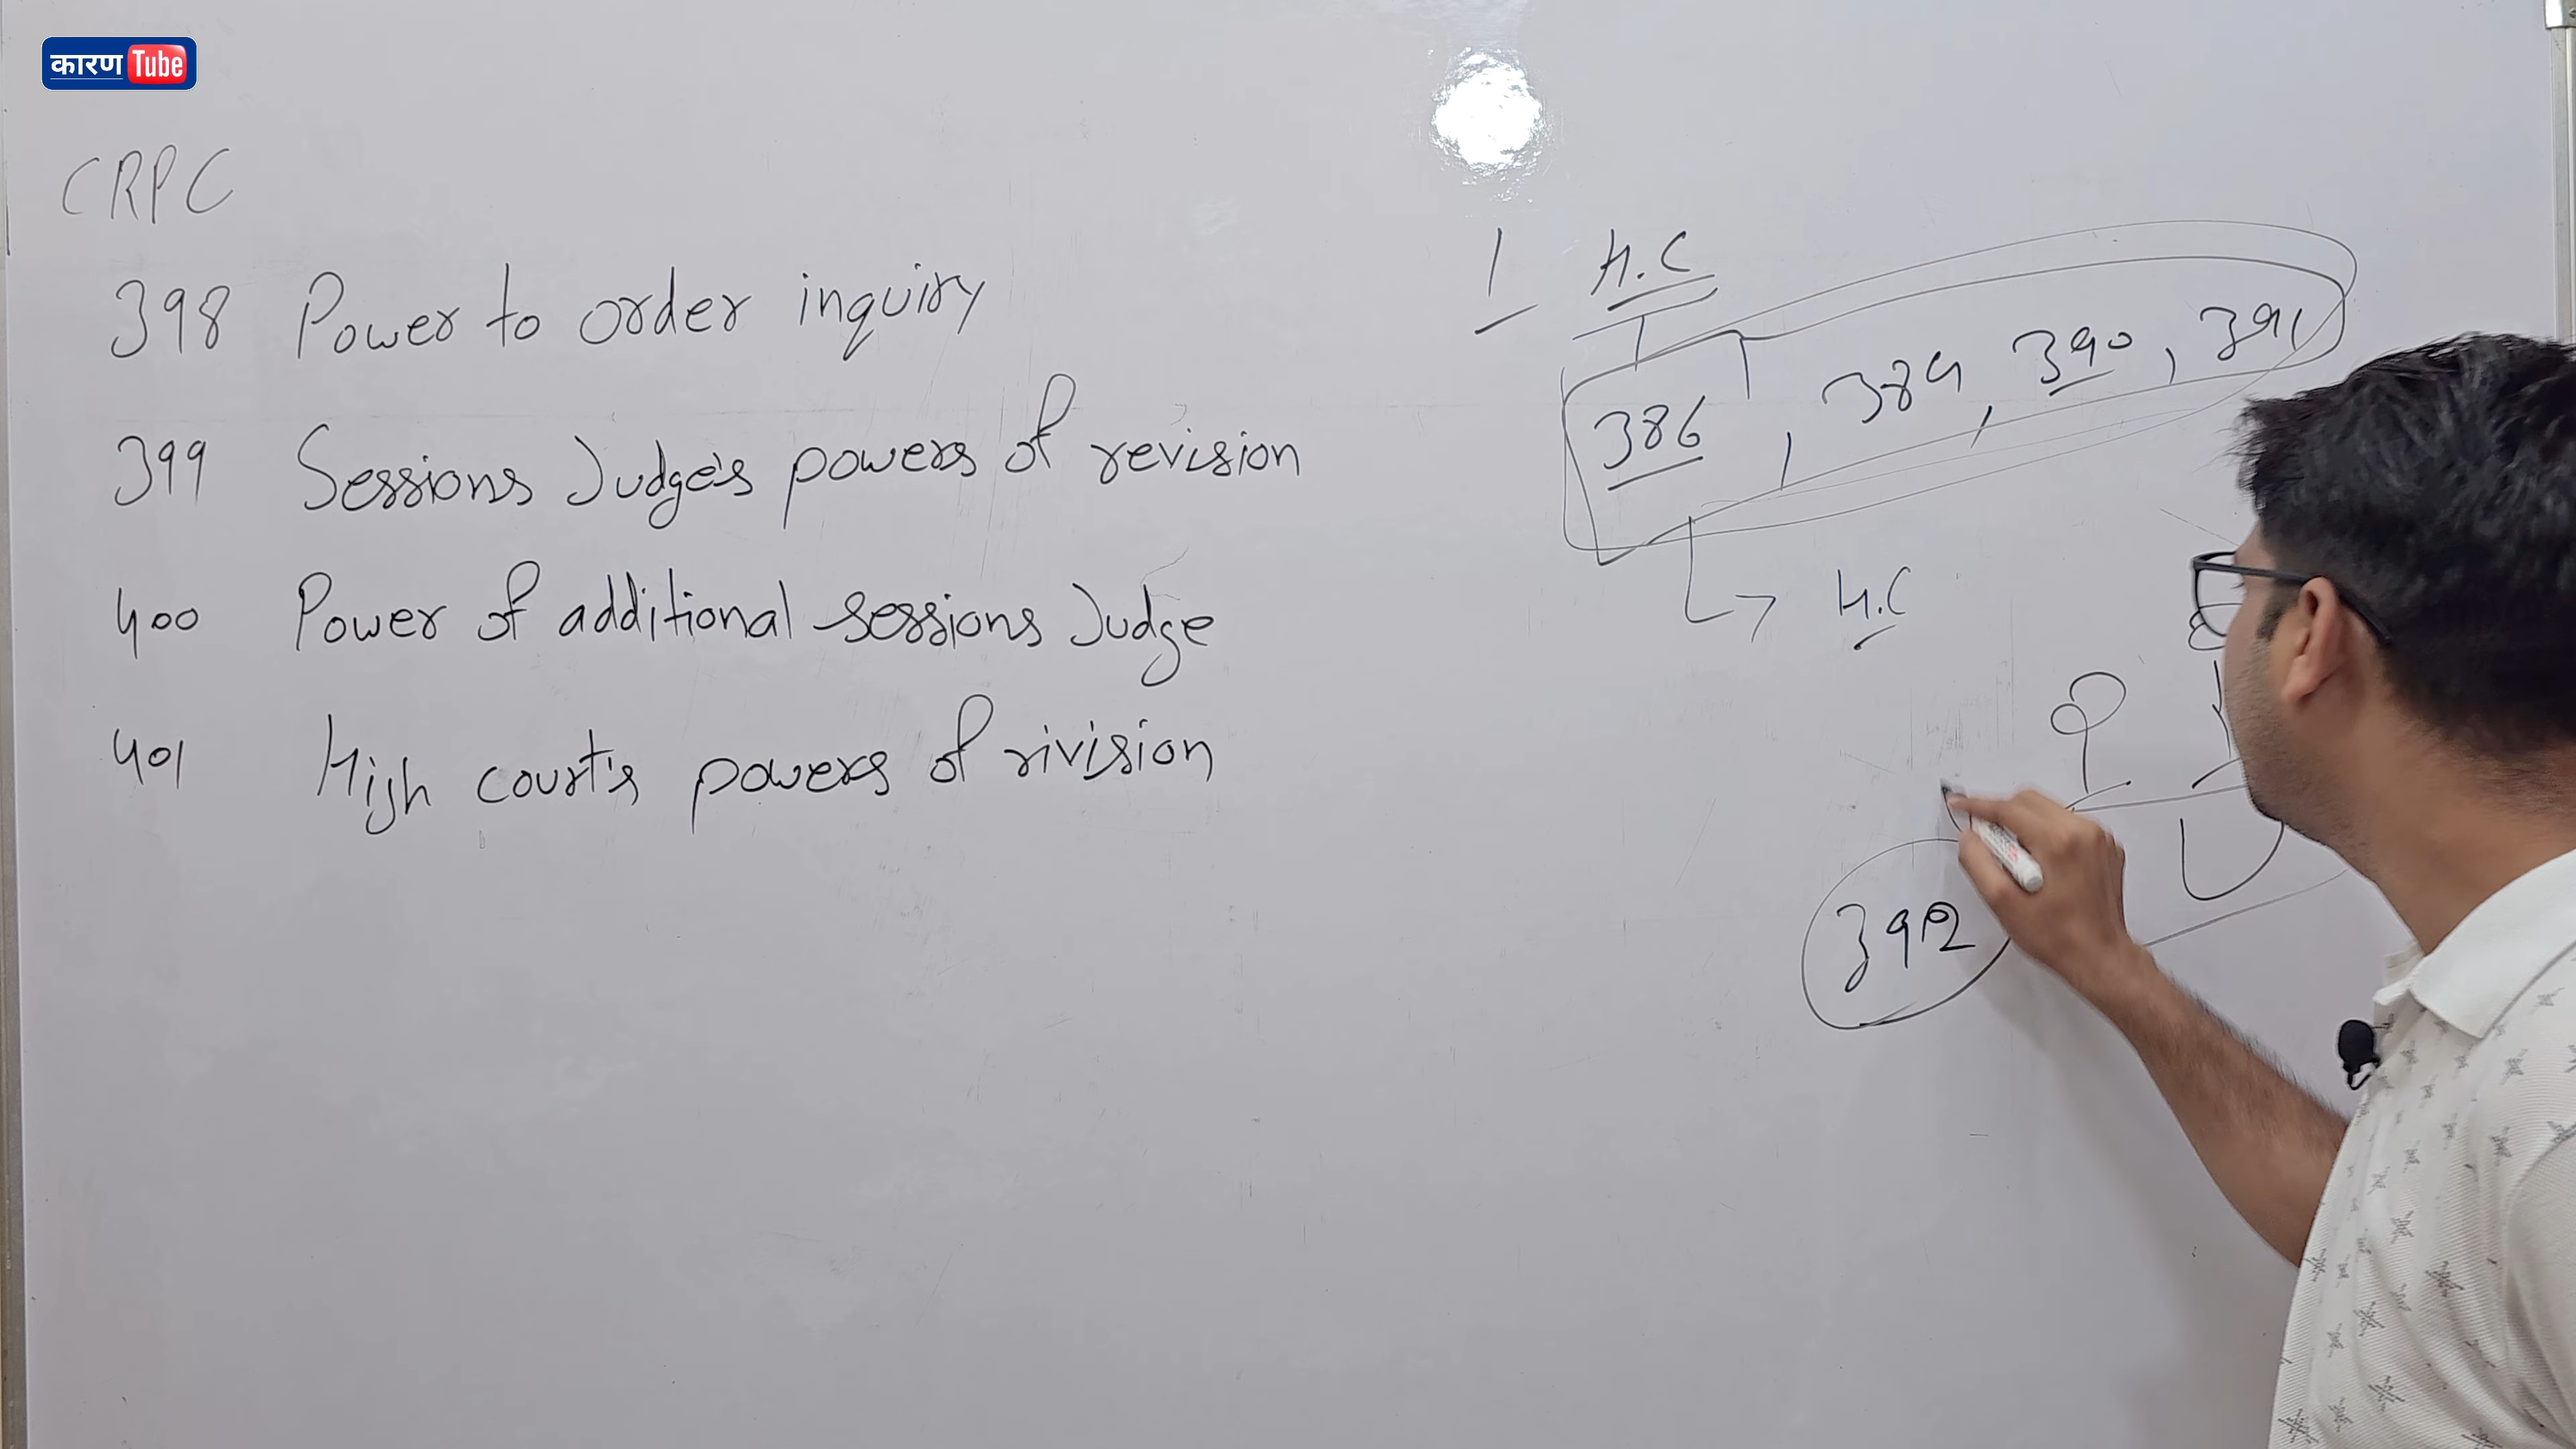 कारण Tube
CRPC
398 Power to order inquiry
399 Sessions Judge's powers of revision
400 Power of additional sessions Judge
401 High court's powers of rivision
1 H.C
386, 389, 390, 391
H.C
392